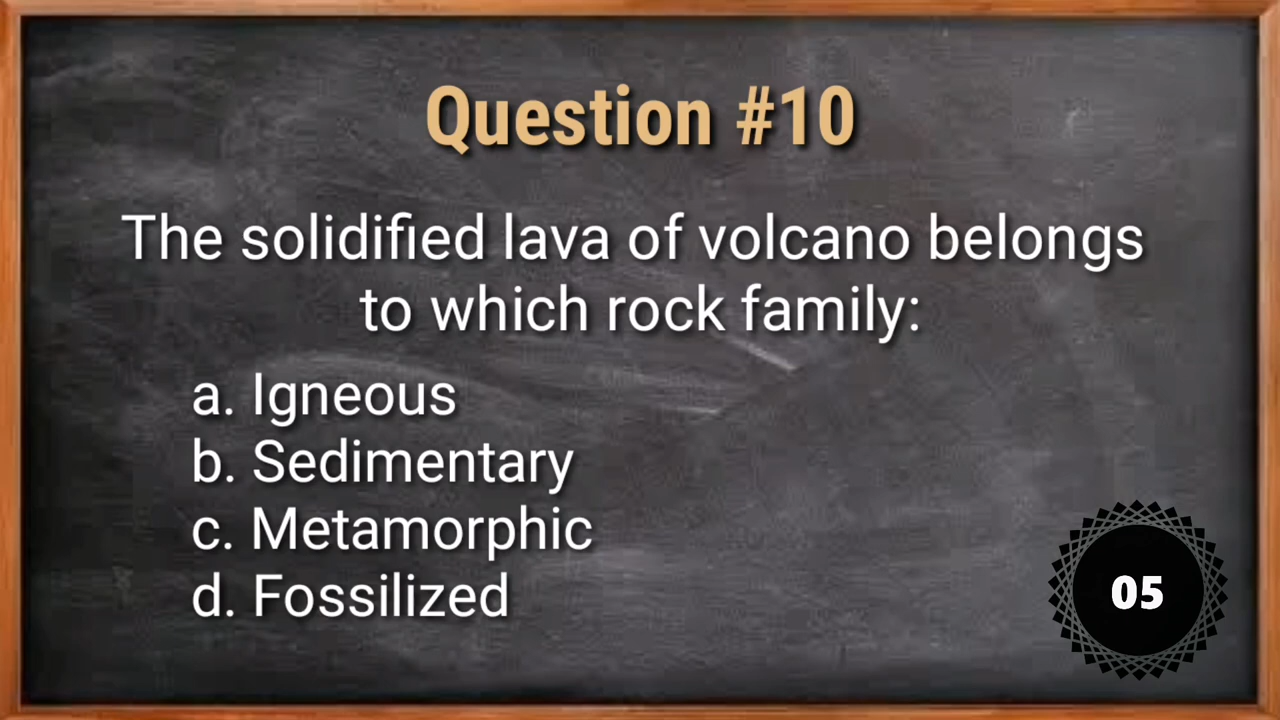 Question #10
The solidified lava of volcano belongs
to which rock family:
a. Igneous
b. Sedimentary
c. Metamorphic
d. Fossilized
05